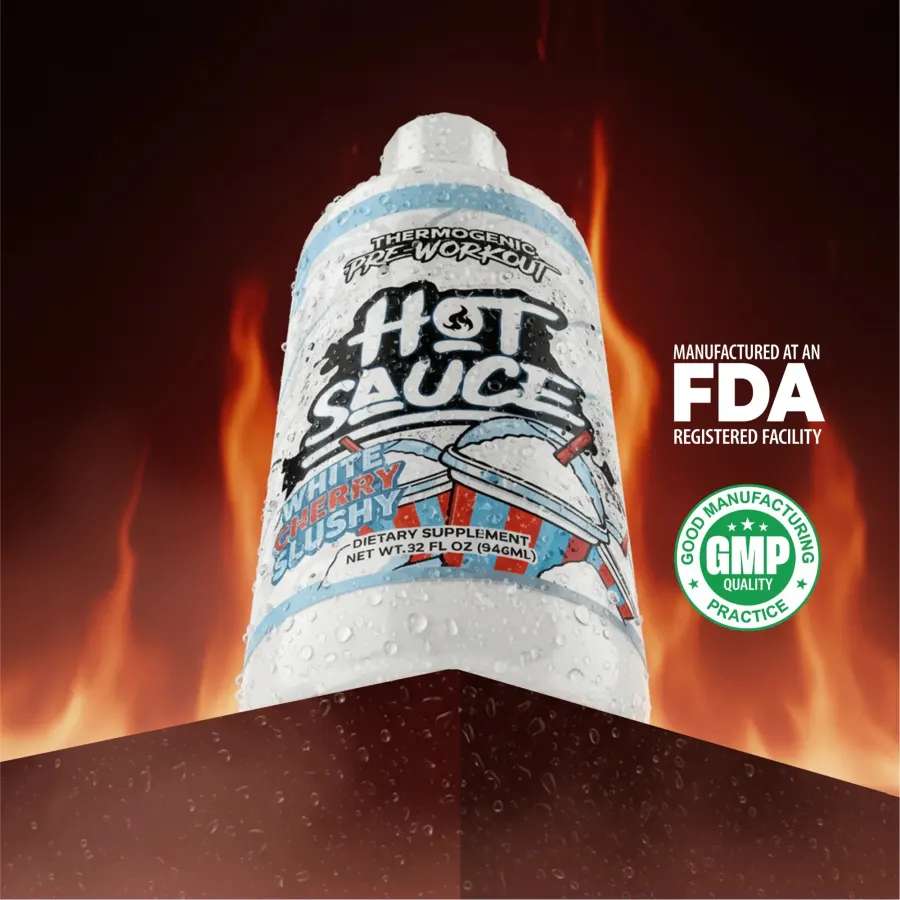 THERMOGENIC
PRE-WORKOUT
HOT
SAUCE
WHITE
CHERRY
SLUSHY
DIETARY SUPPLEMENT
NET WT.32 FL OZ (946ML)
MANUFACTURED AT AN
FDA
REGISTERED FACILITY
GOOD MANUFACTURING
GMP
QUALITY
PRACTICE